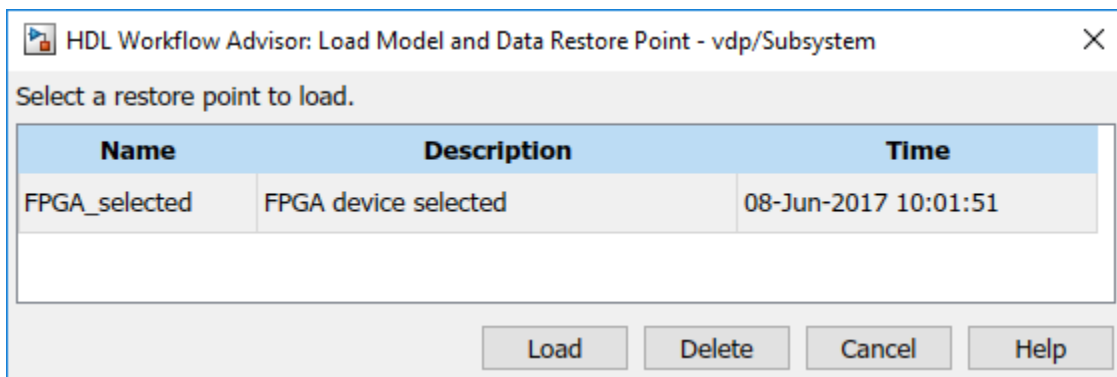 HDL Workflow Advisor: Load Model and Data Restore Point - vdp/Subsystem
Select a restore point to load.
Name Description Time
FPGA_selected FPGA device selected 08-Jun-2017 10:01:51
Load Delete Cancel Help